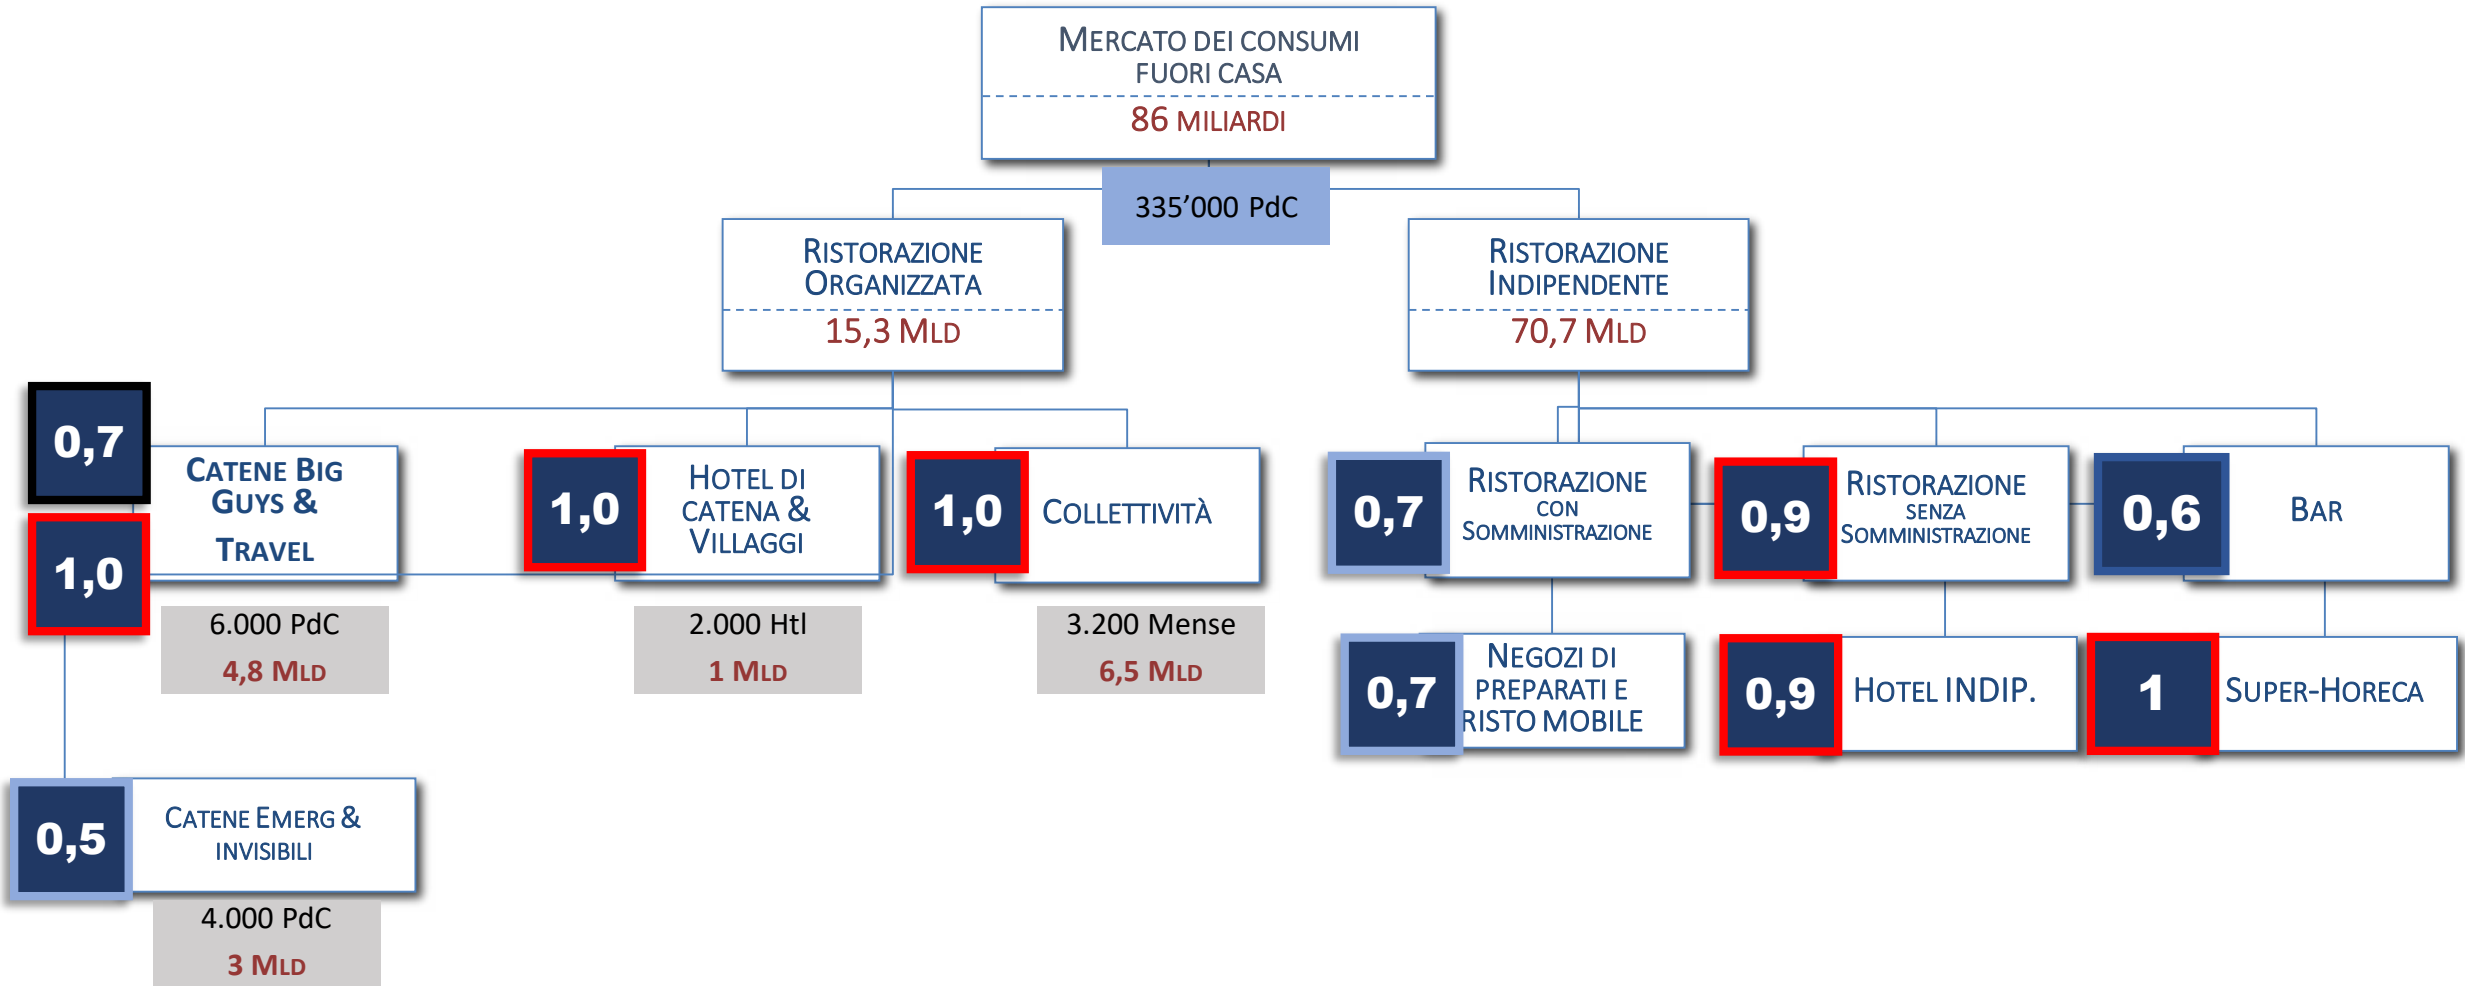 MERCATO DEI CONSUMI
FUORI CASA
86 MILIARDI
335’000 PdC
RISTORAZIONE
ORGANIZZATA
15,3 MLD
RISTORAZIONE
INDIPENDENTE
70,7 MLD
0,7
1,0
CATENE BIG
GUYS &
TRAVEL
6.000 PdC
4,8 MLD
1,0
HOTEL DI
CATENA &
VILLAGGI
2.000 Htl
1 MLD
1,0
COLLETTIVITÀ
3.200 Mense
6,5 MLD
0,7
RISTORAZIONE
CON
SOMMINISTRAZIONE
0,9
RISTORAZIONE
SENZA
SOMMINISTRAZIONE
0,6
BAR
0,7
NEGOZI DI
PREPARATI E
RISTO MOBILE
0,9
HOTEL INDIP.
1
SUPER-HORECA
0,5
CATENE EMERG &
INVISIBILI
4.000 PdC
3 MLD